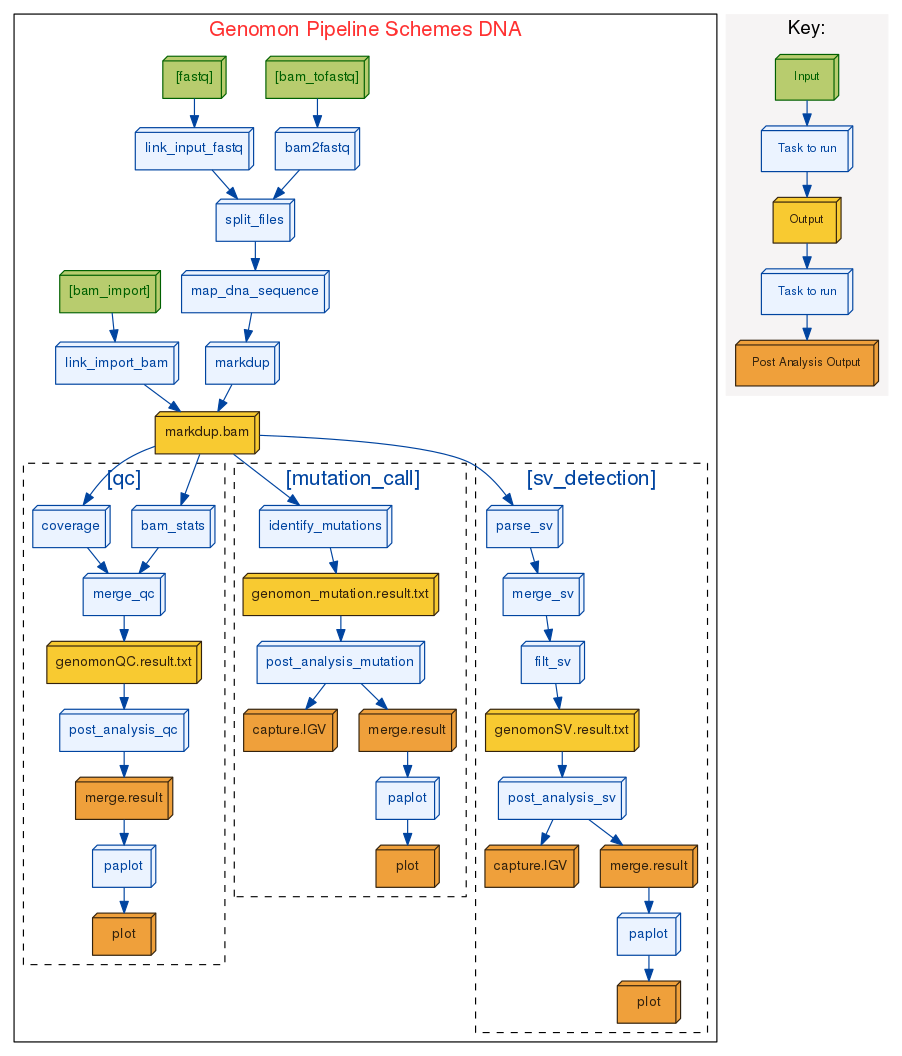 Genomon Pipeline Schemes DNA
[fastq]
[bam_tofastq]
link_input_fastq
bam2fastq
split_files
[bam_import]
map_dna_sequence
link_import_bam
markdup
markdup.bam
[qc]
coverage
bam_stats
merge_qc
genomonQC.result.txt
post_analysis_qc
merge.result
paplot
plot
[mutation_call]
identify_mutations
genomon_mutation.result.txt
post_analysis_mutation
capture.IGV
merge.result
paplot
plot
[sv_detection]
parse_sv
merge_sv
filt_sv
genomonSV.result.txt
post_analysis_sv
capture.IGV
merge.result
paplot
plot
Key:
Input
Task to run
Output
Task to run
Post Analysis Output